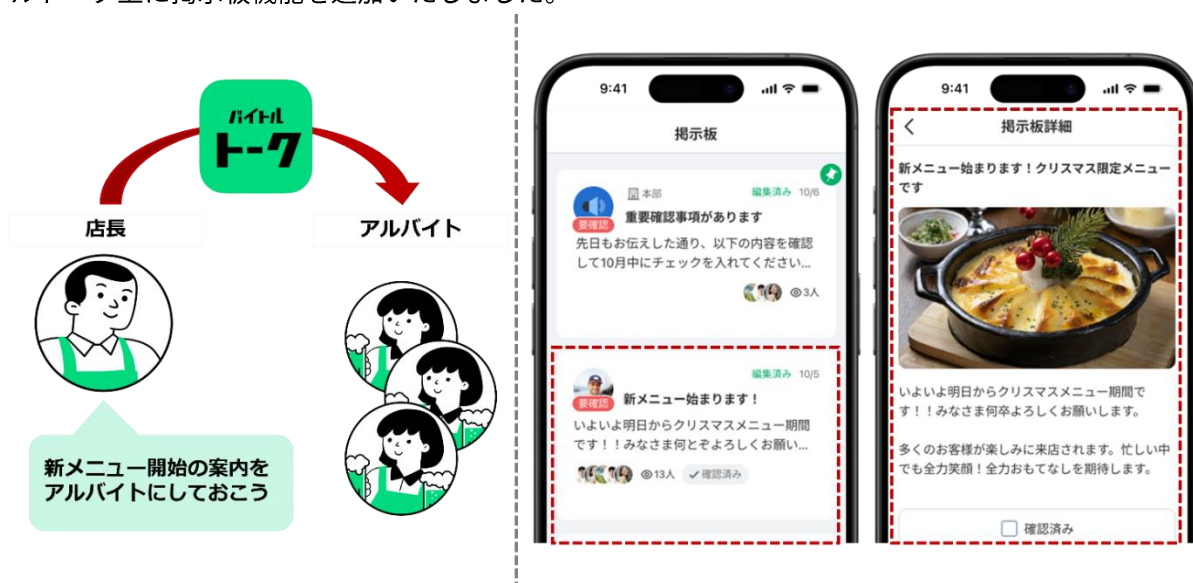 ルトーク上に掲示板機能を追加いたしました。
バイトル
トーク
店長
アルバイト
新メニュー開始の案内を
アルバイトにしておこう
9:41
掲示板
本部
編集済み 10/6
要確認
重要確認事項があります
先日もお伝えした通り、以下の内容を確認
して10月中にチェックを入れてください...
3人
編集済み 10/5
要確認
新メニュー始まります！
いよいよ明日からクリスマスメニュー期間
です！！みなさま何とぞよろしくお願い...
13人
確認済み
9:41
掲示板詳細
新メニュー始まります！クリスマス限定メニュー
です
いよいよ明日からクリスマスメニュー期間で
す！！みなさま何卒よろしくお願いします。
多くのお客様が楽しみに来店されます。忙しい中
でも全力笑顔！全力おもてなしを期待します。
確認済み